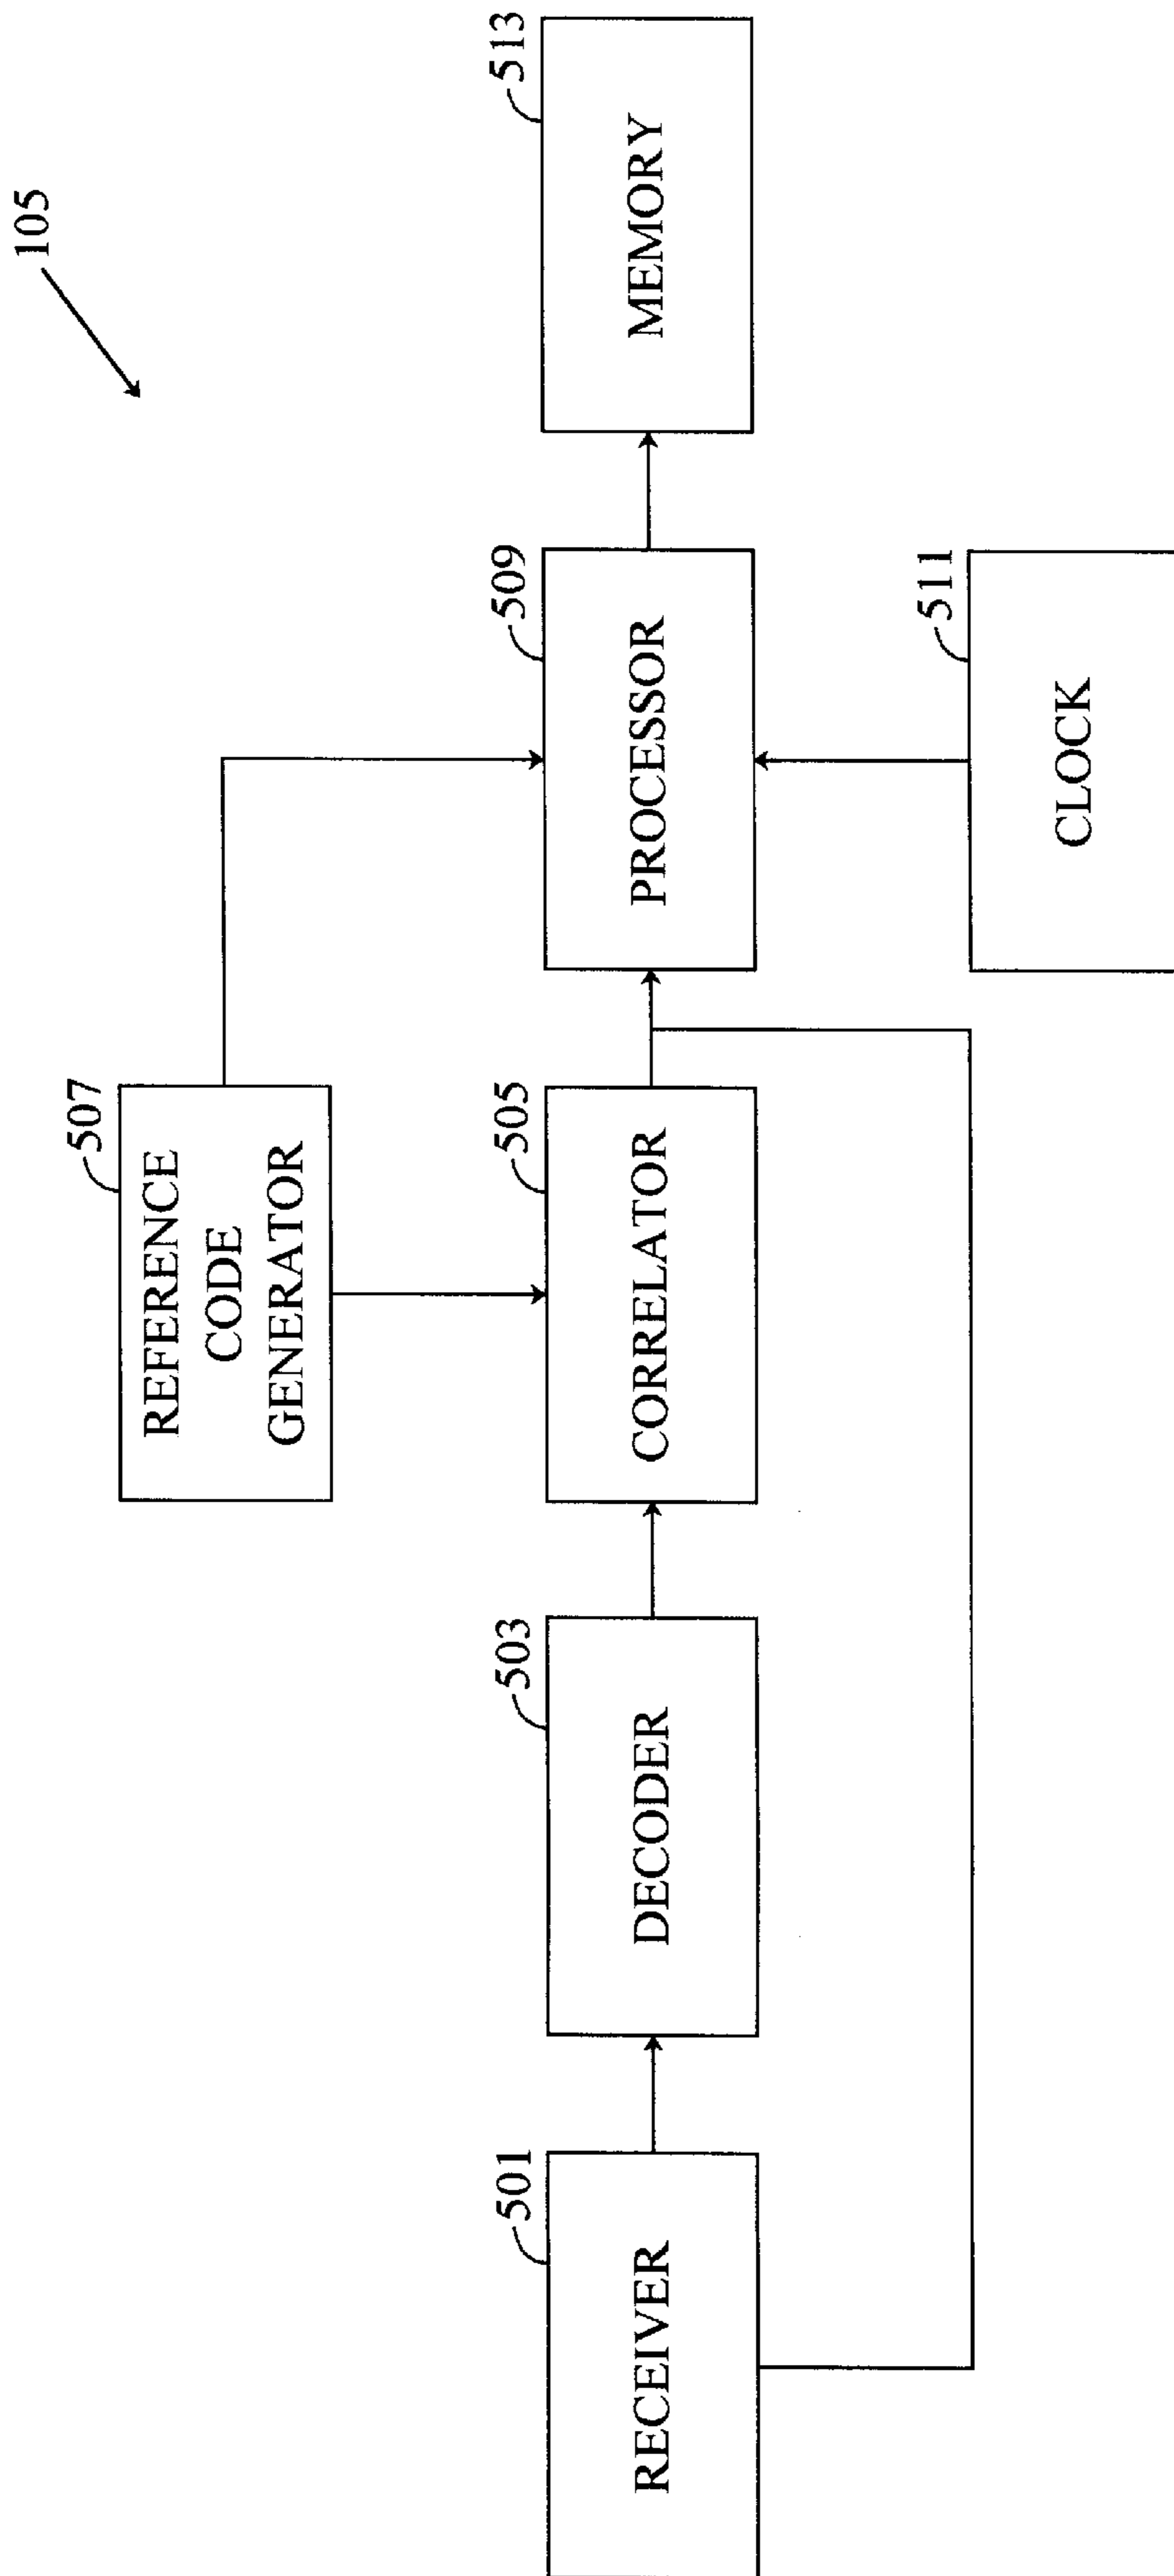 105
507
REFERENCE
CODE
GENERATOR
501
RECEIVER
503
DECODER
505
CORRELATOR
509
PROCESSOR
513
MEMORY
511
CLOCK